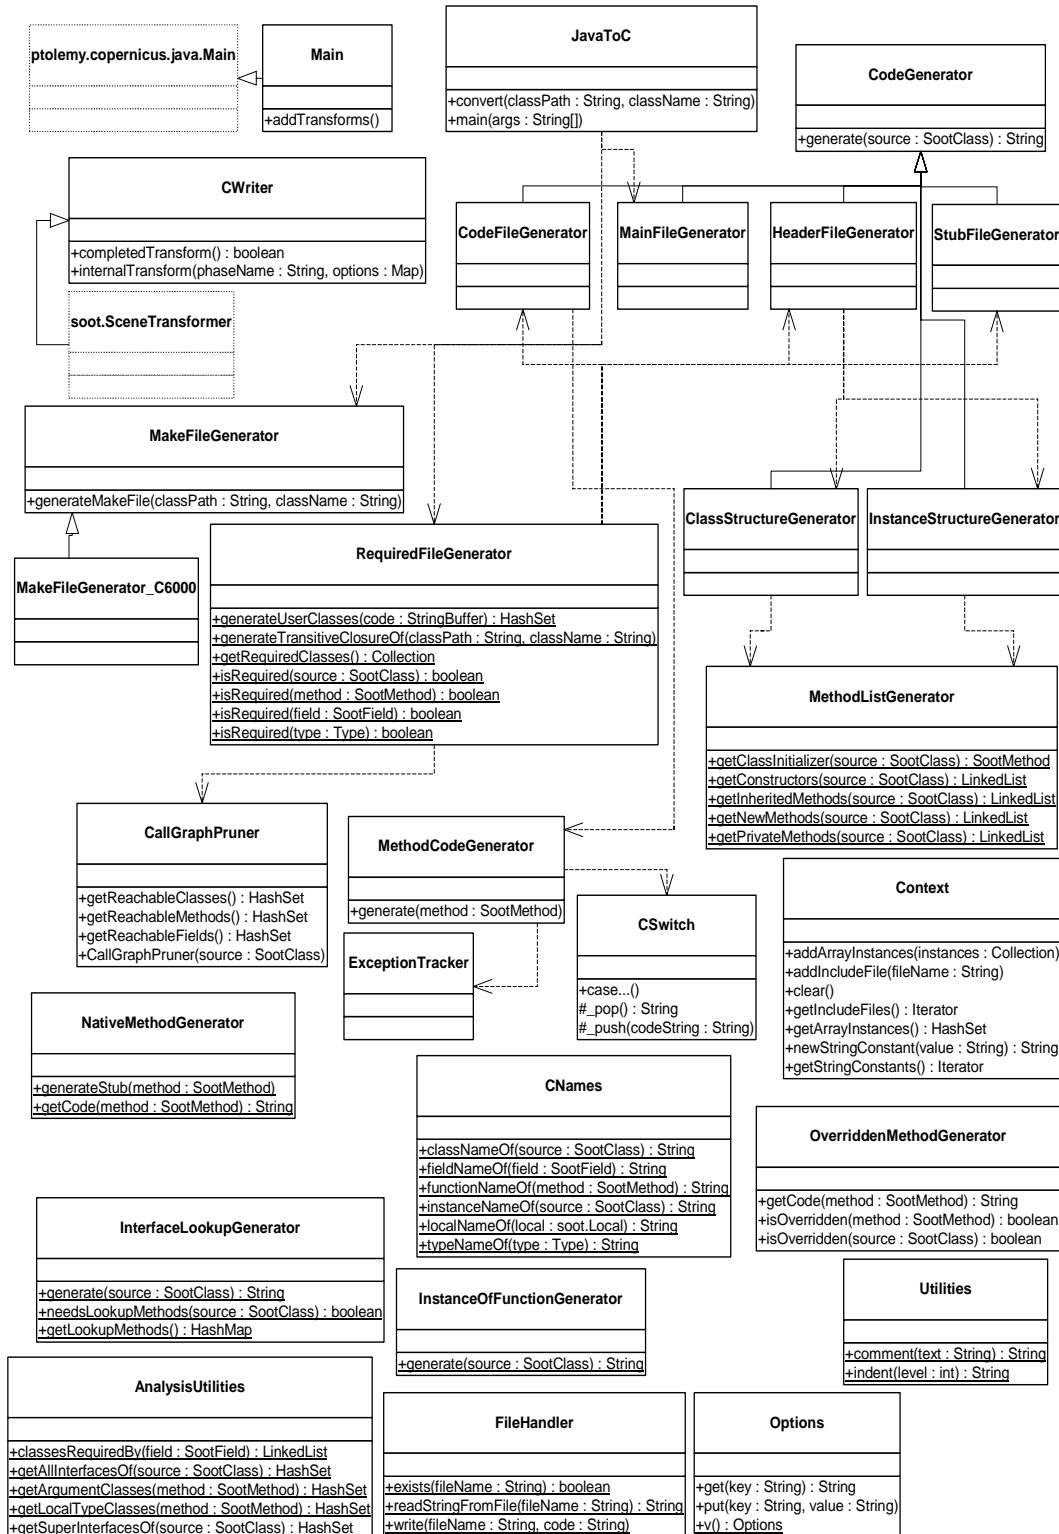 ptolemy.copernicus.java.Main
Main
+addTransforms()
JavaToC
+convert(classPath : String, className : String)
+main(args : String[])
CodeGenerator
+generate(source : SootClass) : String
CWriter
+completedTransform() : boolean
+internalTransform(phaseName : String, options : Map)
CodeFileGenerator
MainFileGenerator
HeaderFileGenerator
StubFileGenerator
soot.SceneTransformer
MakeFileGenerator
+generateMakeFile(classPath : String, className : String)
ClassStructureGenerator
InstanceStructureGenerator
MakeFileGenerator_C6000
RequiredFileGenerator
+generateUserClasses(code : StringBuffer) : HashSet
+generateTransitiveClosureOf(classPath : String, className : String)
+getRequiredClasses() : Collection
+isRequired(source : SootClass) : boolean
+isRequired(method : SootMethod) : boolean
+isRequired(field : SootField) : boolean
+isRequired(type : Type) : boolean
MethodListGenerator
+getClassInitializer(source : SootClass) : SootMethod
+getConstructors(source : SootClass) : LinkedList
+getInheritedMethods(source : SootClass) : LinkedList
+getNewMethods(source : SootClass) : LinkedList
+getPrivateMethods(source : SootClass) : LinkedList
CallGraphPruner
+getReachableClasses() : HashSet
+getReachableMethods() : HashSet
+getReachableFields() : HashSet
+CallGraphPruner(source : SootClass)
MethodCodeGenerator
+generate(method : SootMethod)
CSwitch
+case...()
#_pop() : String
#_push(codeString : String)
Context
+addArrayInstances(instances : Collection)
+addIncludeFile(fileName : String)
+clear()
+getIncludeFiles() : Iterator
+getArrayInstances() : HashSet
+newStringConstant(value : String) : String
+getStringConstants() : Iterator
ExceptionTracker
NativeMethodGenerator
+generateStub(method : SootMethod)
+getCode(method : SootMethod) : String
CNames
+classNameOf(source : SootClass) : String
+fieldNameOf(field : SootField) : String
+functionNameOf(method : SootMethod) : String
+instanceNameOf(source : SootClass) : String
+localNameOf(local : soot.Local) : String
+typeNameOf(type : Type) : String
OverriddenMethodGenerator
+getCode(method : SootMethod) : String
+isOverridden(method : SootMethod) : boolean
+isOverridden(source : SootClass) : boolean
InterfaceLookupGenerator
+generate(source : SootClass) : String
+needsLookupMethods(source : SootClass) : boolean
+getLookupMethods() : HashMap
InstanceOfFunctionGenerator
+generate(source : SootClass) : String
Utilities
+comment(text : String) : String
+indent(level : int) : String
AnalysisUtilities
+classesRequiredBy(field : SootField) : LinkedList
+getAllInterfacesOf(source : SootClass) : HashSet
+getArgumentClasses(method : SootMethod) : HashSet
+getLocalTypeClasses(method : SootMethod) : HashSet
+getSuperInterfacesOf(source : SootClass) : HashSet
FileHandler
+exists(fileName : String) : boolean
+readStringFromFile(fileName : String) : String
+write(fileName : String, code : String)
Options
+get(key : String) : String
+put(key : String, value : String)
+v() : Options